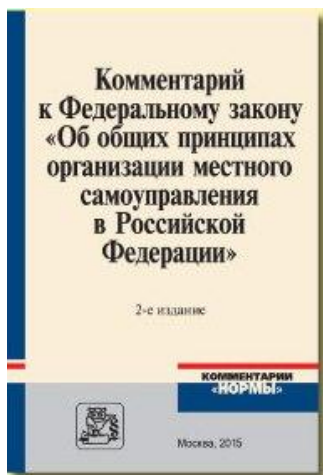 Комментарий
к Федеральному закону
«Об общих принципах
организации местного
самоуправления
в Российской
Федерации»
2-е издание
КОММЕНТАРИИ
«НОРМЫ»
Москва, 2015